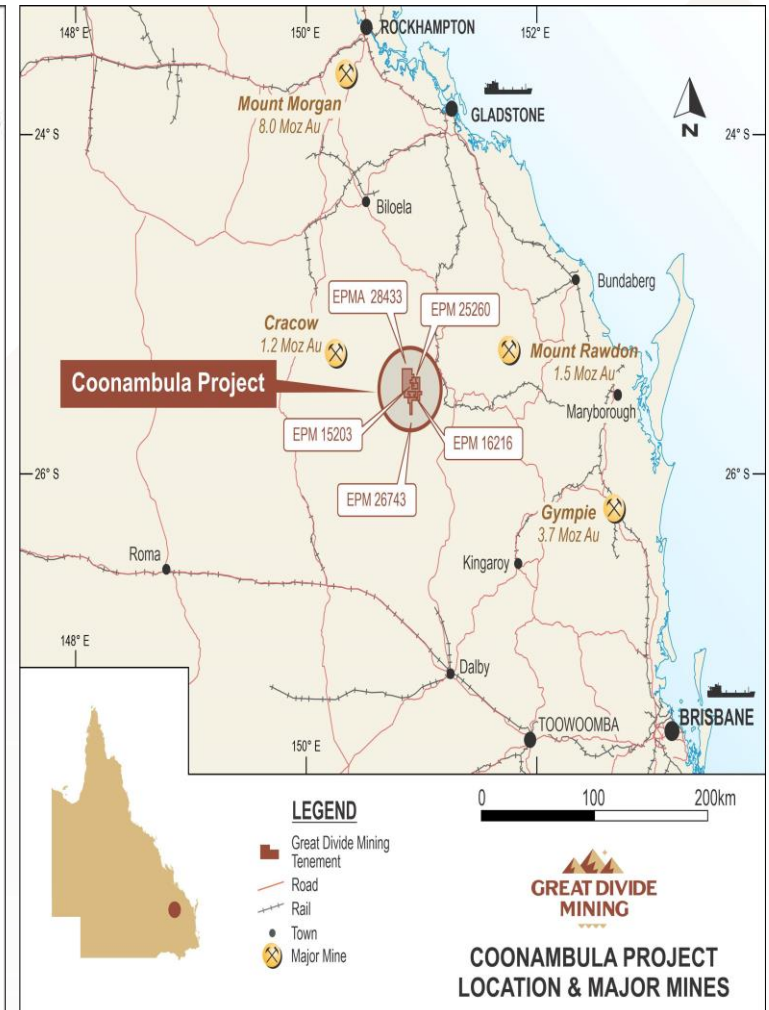 148° E
150° E
152° E
ROCKHAMPTON
Mount Morgan
8.0 Moz Au
GLADSTONE
N
24° S
24° S
Biloela
Bundaberg
EPMA 28433
EPM 25260
Cracow
1.2 Moz Au
Mount Rawdon
1.5 Moz Au
Coonambula Project
Maryborough
EPM 15203
EPM 16216
26° S
26° S
EPM 26743
Gympie
3.7 Moz Au
Roma
Kingaroy
148° E
Dalby
150° E
TOOWOOMBA
BRISBANE
0 100 200km
LEGEND
Great Divide Mining
Tenement
Road
Rail
Town
Major Mine
GREAT DIVIDE
MINING
COONAMBULA PROJECT
LOCATION & MAJOR MINES